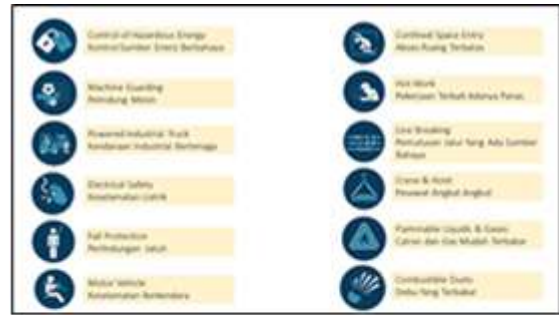 Control of Hazardous Energy
Kontrol Sumber Energi Berbahaya
Machine Guarding
Pelindung Mesin
Powered Industrial Truck
Kendaraan Industrial Bertenaga
Electrical Safety
Keselamatan Listrik
Fall Protection
Perlindungan Jatuh
Motor Vehicle
Keselamatan Berkendara
Confined Space Entry
Akses Ruang Terbatas
Hot Work
Pekerjaan Terkait Adanya Panas
Line Breaking
Pemutusan Jalur Yang Ada Sumber
Bahaya
Crane & Hoist
Pesawat Angkat Angkut
Flammable Liquids & Gases
Cairan dan Gas Mudah Terbakar
Combustible Dusts
Debu Yang Terbakar